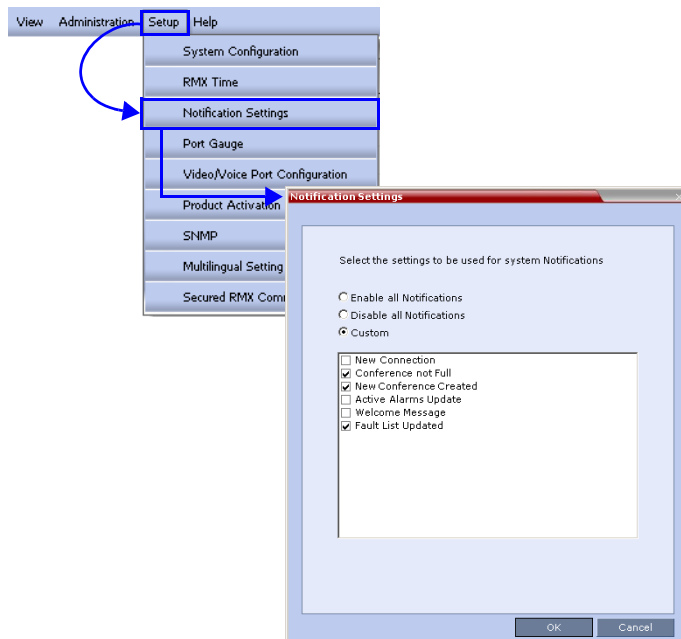 View Administration Setup Help
System Configuration
RMX Time
Notification Settings
Port Gauge
Video/Voice Port Configuration
Product Activation
SNMP
Multilingual Setting
Secured RMX
Notification Settings
Select the settings to be used for system Notifications
Enable all Notifications
Disable all Notifications
Custom
New Connection
Conference not Full
New Conference Created
Active Alarms Update
Welcome Message
Fault List Updated
OK Cancel